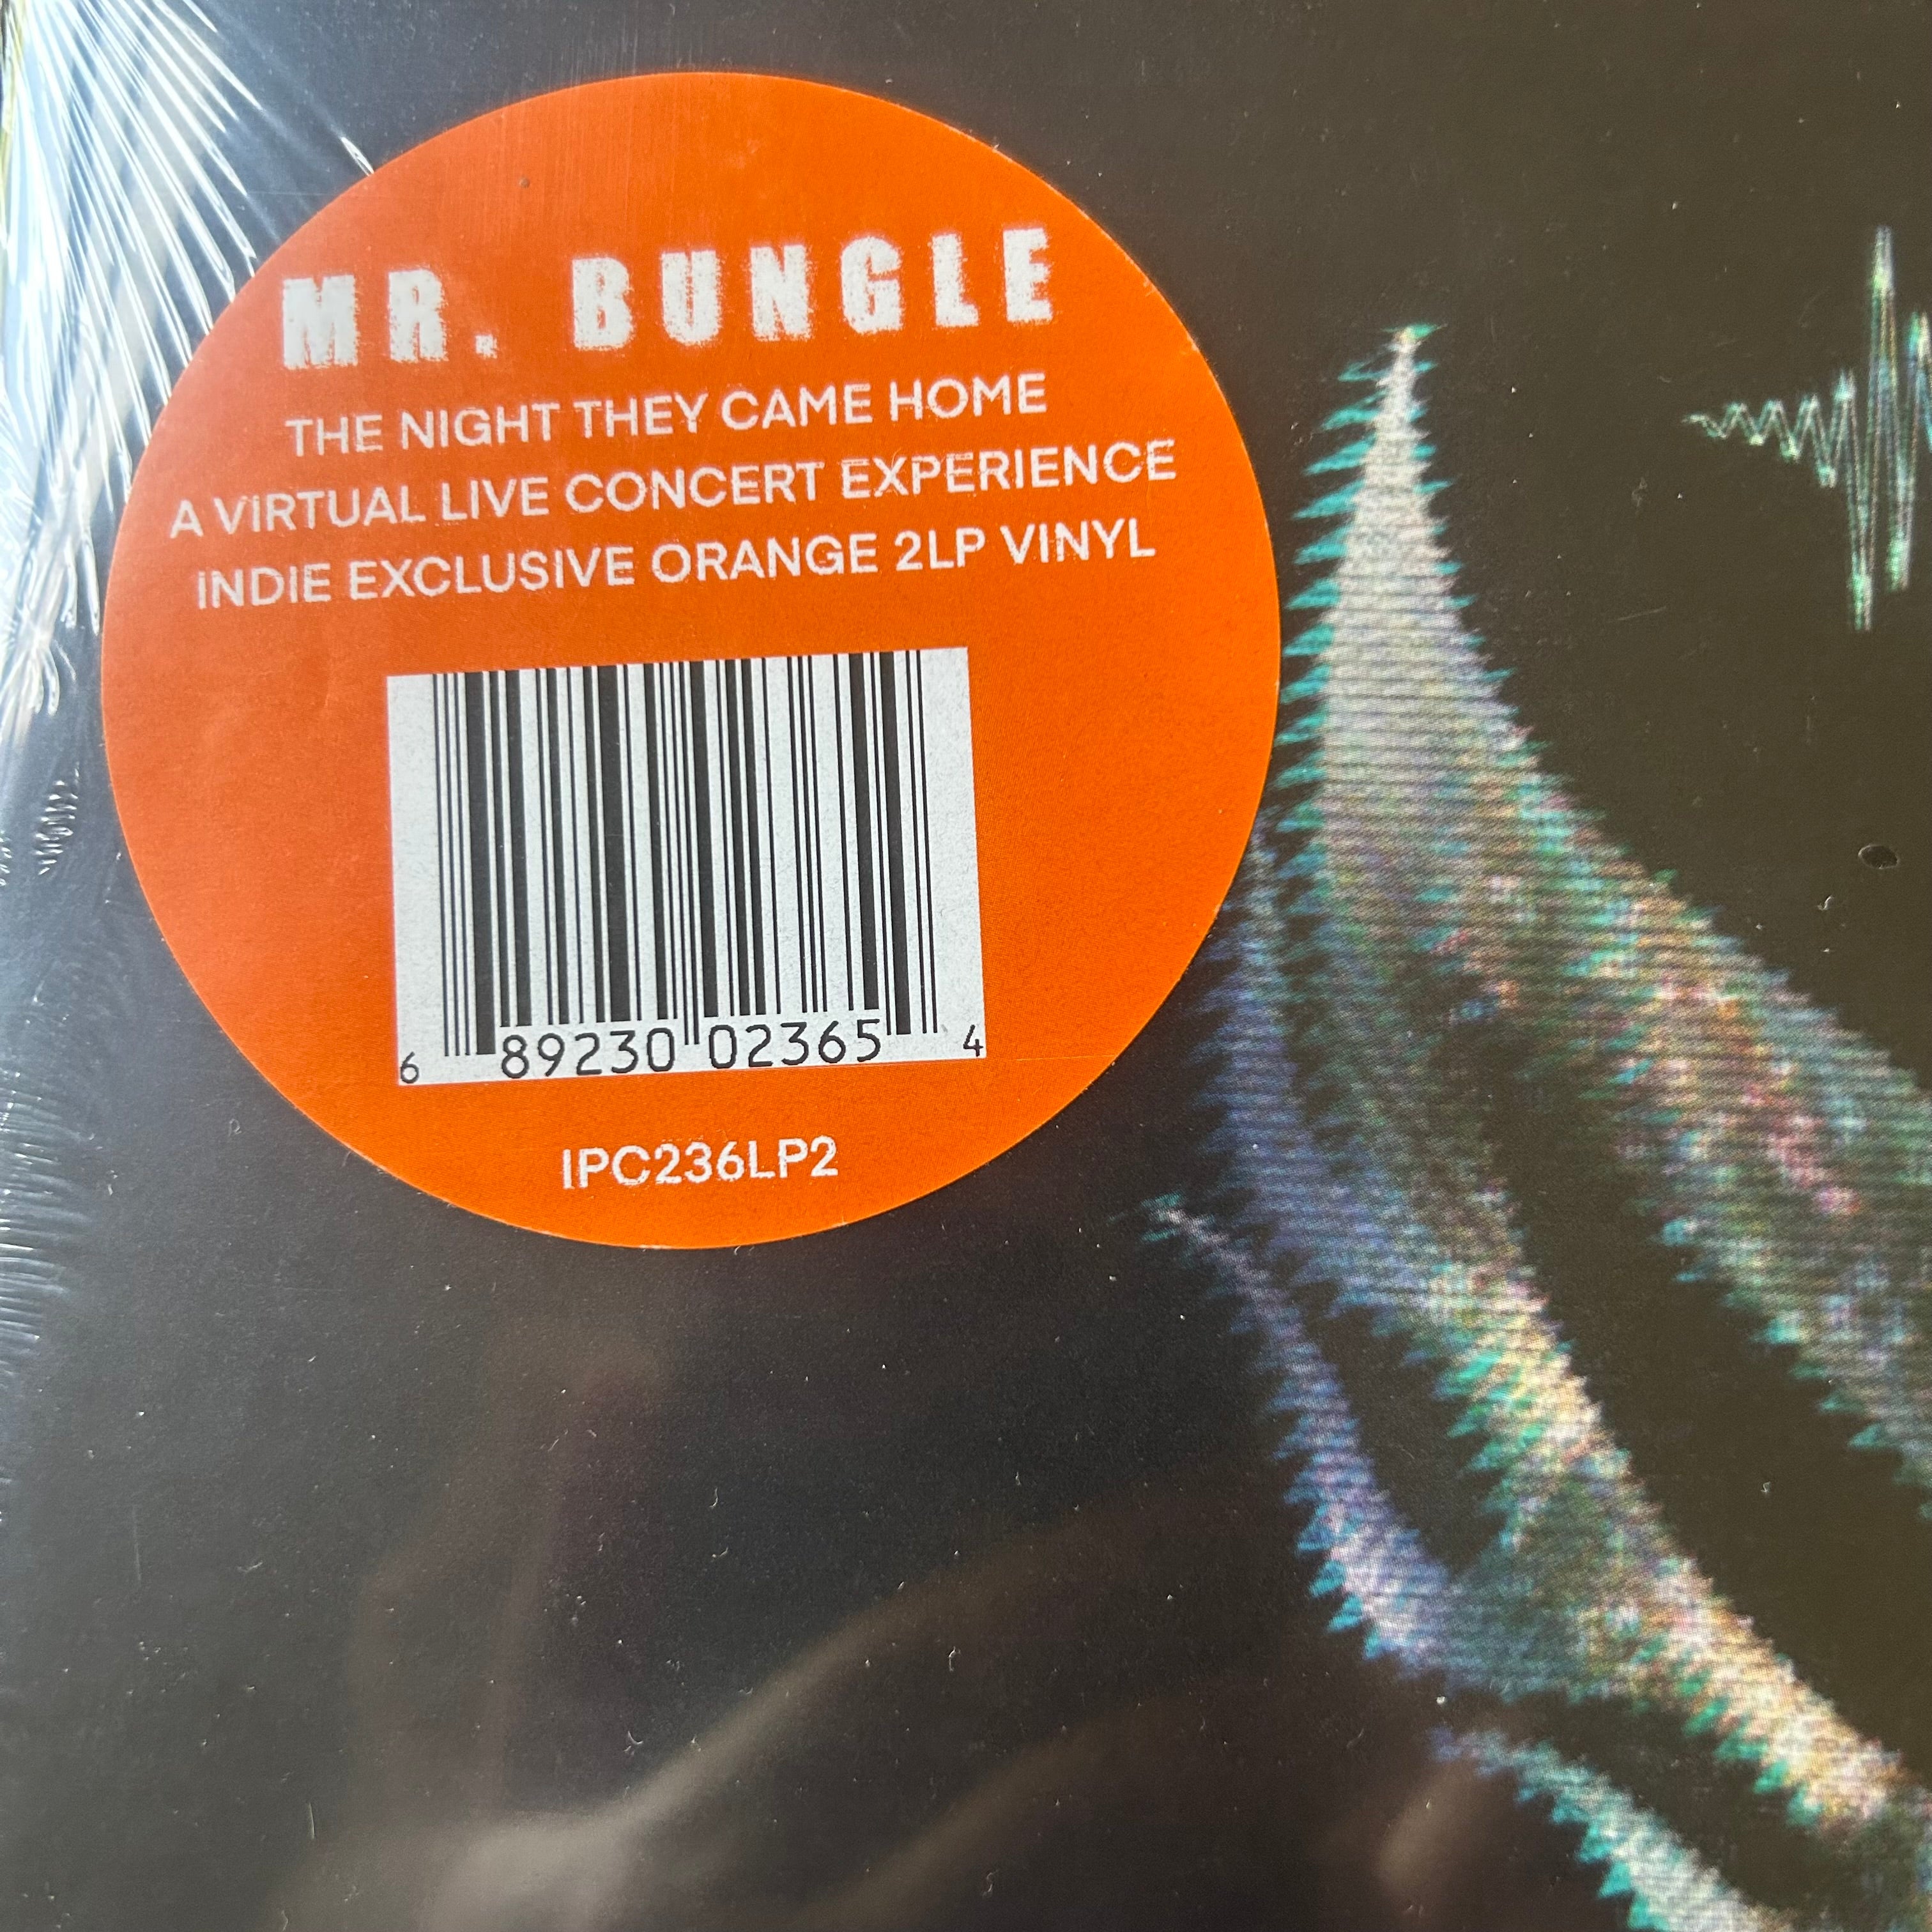 MR. BUNGLE
THE NIGHT THEY CAME HOME
A VIRTUAL LIVE CONCERT EXPERIENCE
INDIE EXCLUSIVE ORANGE 2LP VINYL
6 89230 02365 4
IPC236LP2